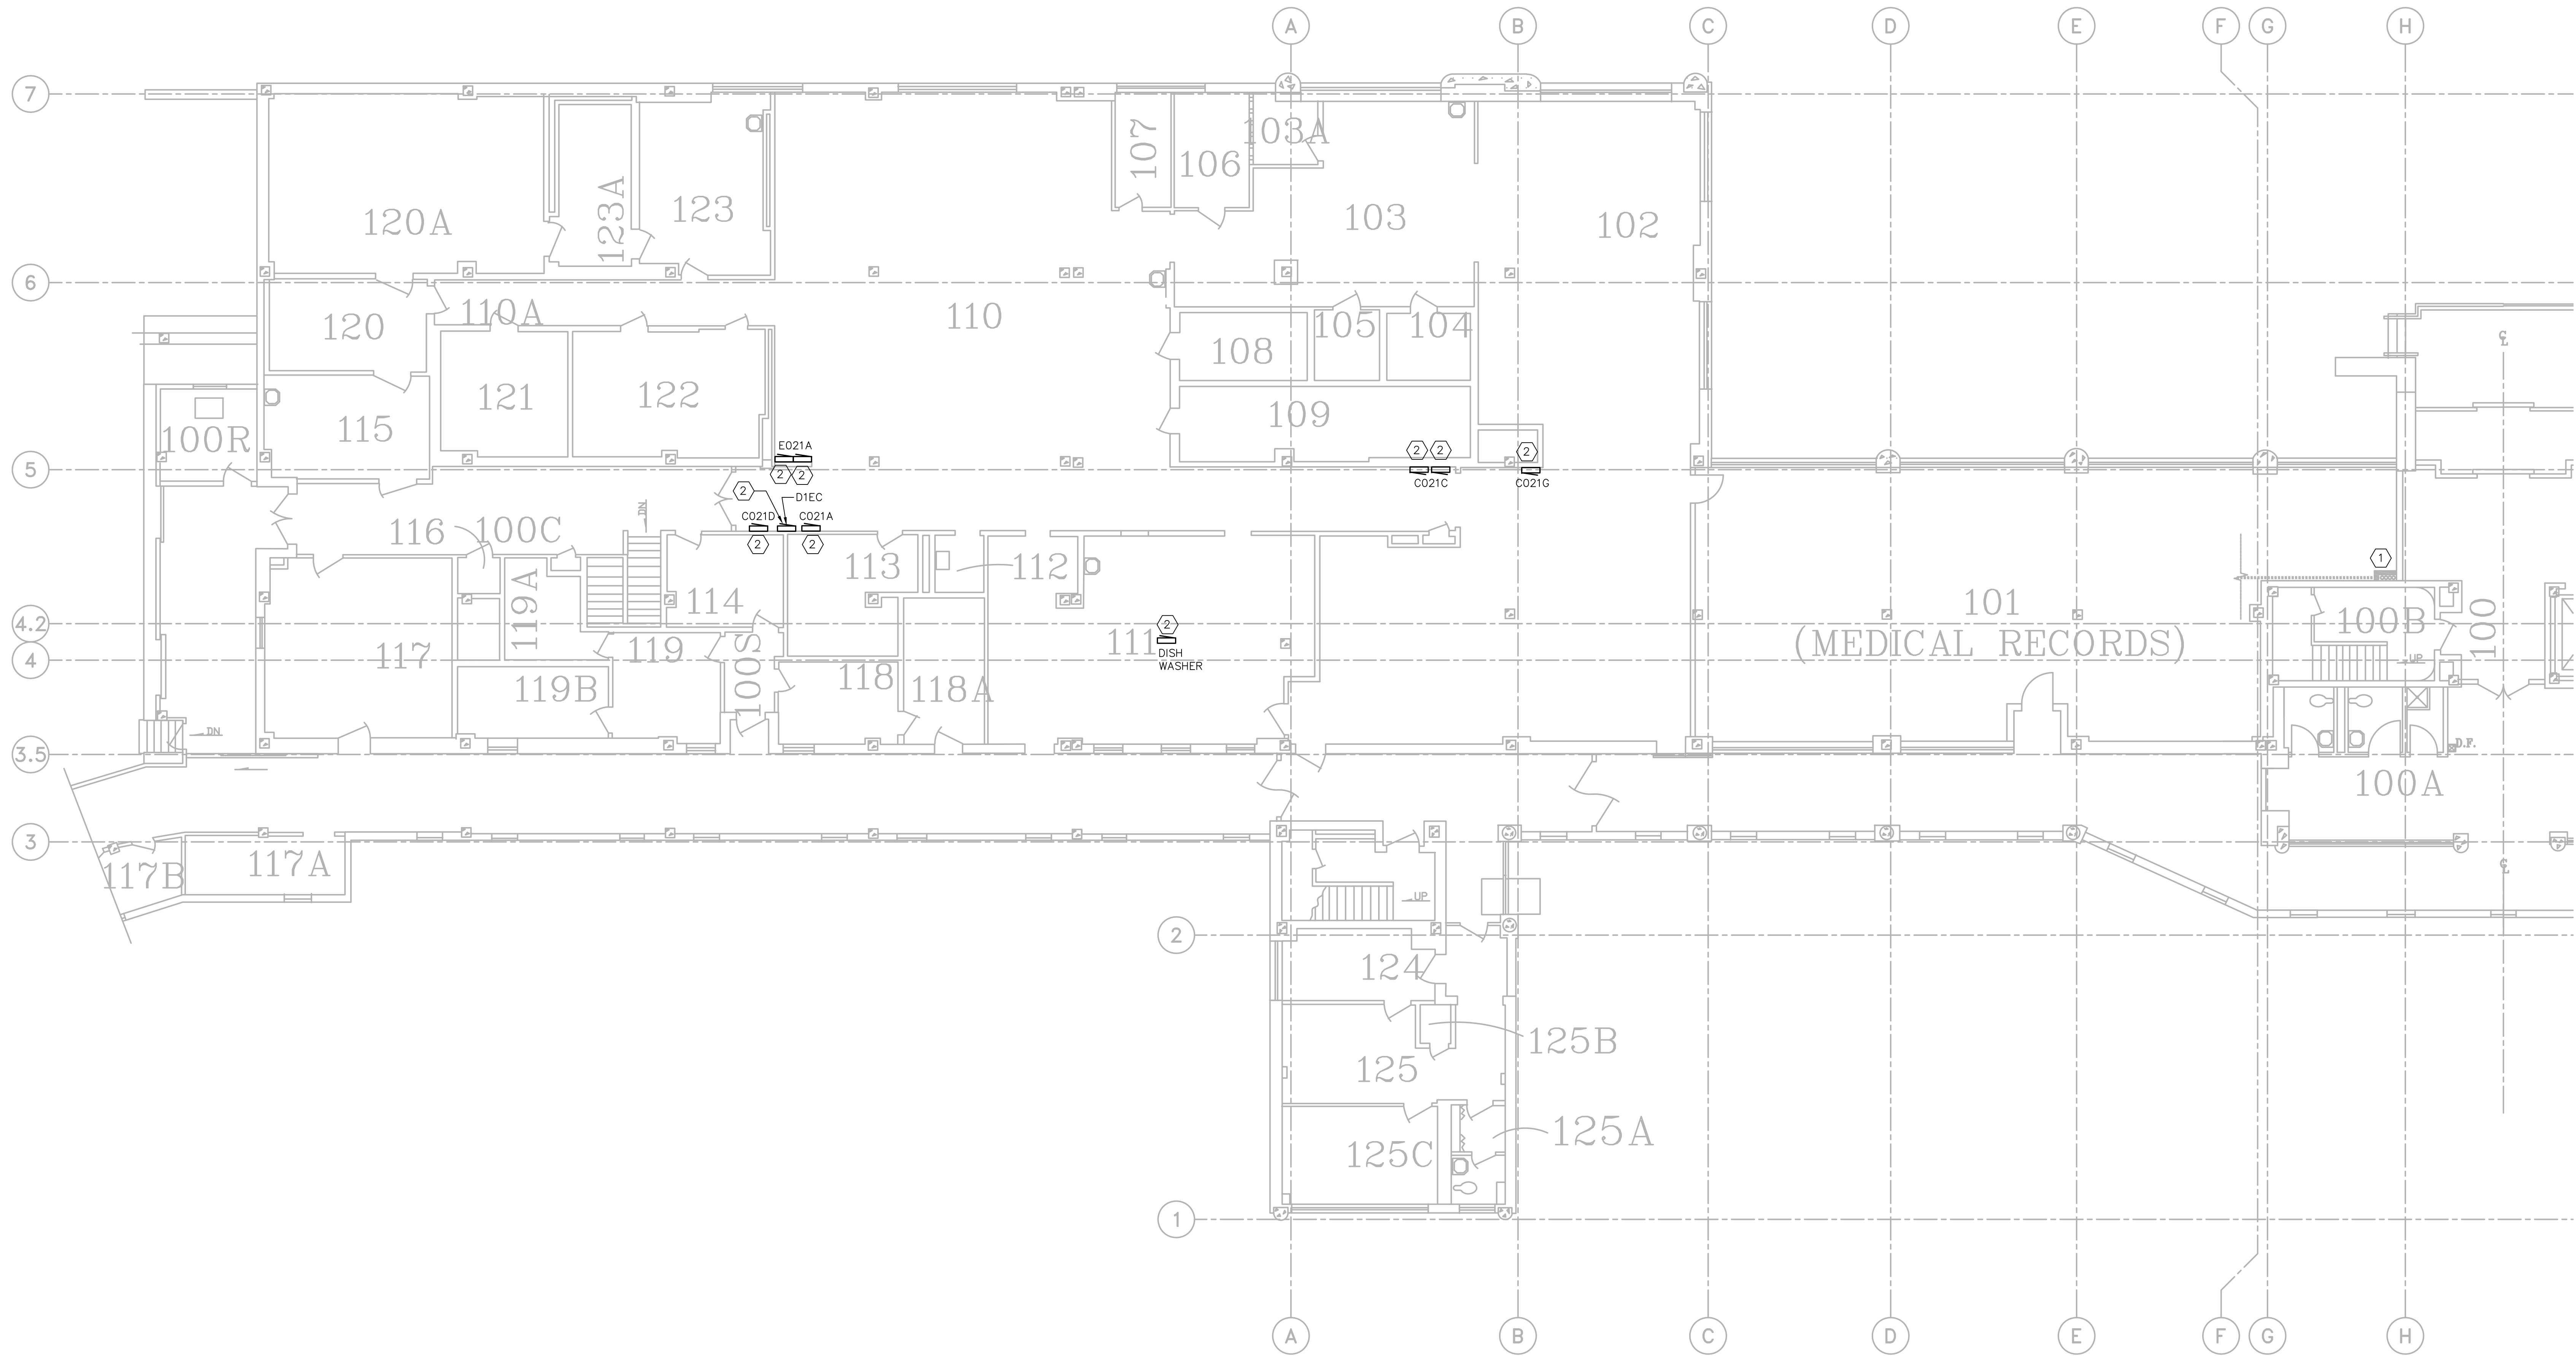 A
B
C
D
E
F
G
H
7
107
106
103A
120A
123A
123
103
102
6
120
110A
110
105
104
108
℄
121
122
109
115
100R
E021A
2
2
2
5
2
2
C021C
2
C021G
2
D1EC
DN
C021D
C021A
116
100C
2
2
1
113
112
119A
114
101
(MEDICAL RECORDS)
100B
100
4.2
4
117
119
100S
2
111
DISH
WASHER
UP
119B
118
118A
DN
3.5
D.F.
100A
3
117B
117A
℄
UP
2
124
125B
125
125A
125C
1
A
B
C
D
E
F
G
H